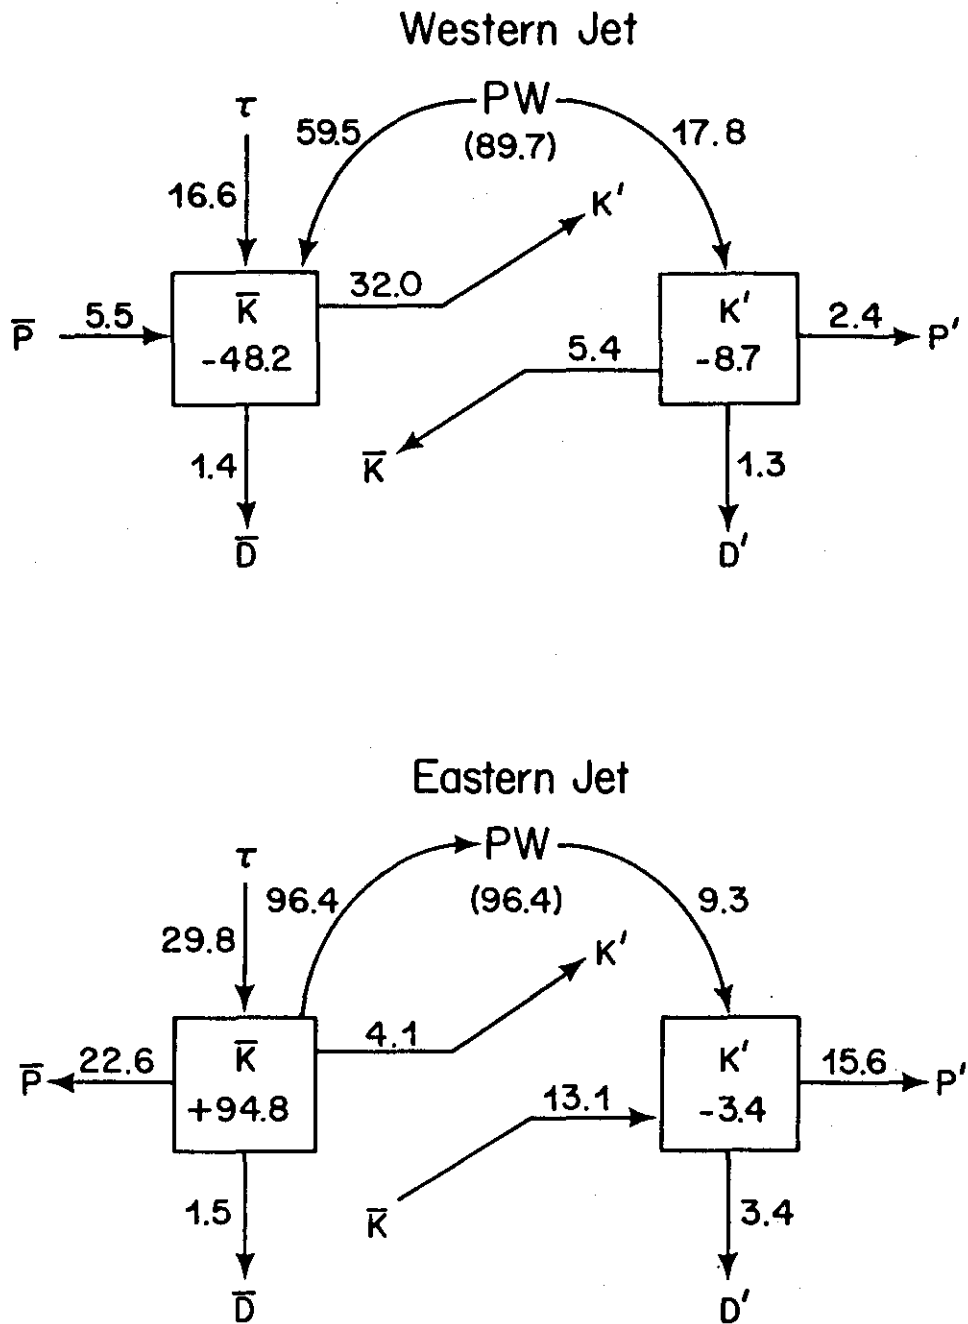 Western Jet
τ
PW
59.5
(89.7)
17.8
16.6
K′
K̅
32.0
K′
P̅
5.5
-48.2
5.4
-8.7
2.4
P′
1.4
K̅
1.3
D̅
D′
Eastern Jet
τ
PW
96.4
(96.4)
9.3
29.8
K′
K̅
4.1
K′
P̅
22.6
+94.8
13.1
-3.4
15.6
P′
1.5
K̅
3.4
D̅
D′